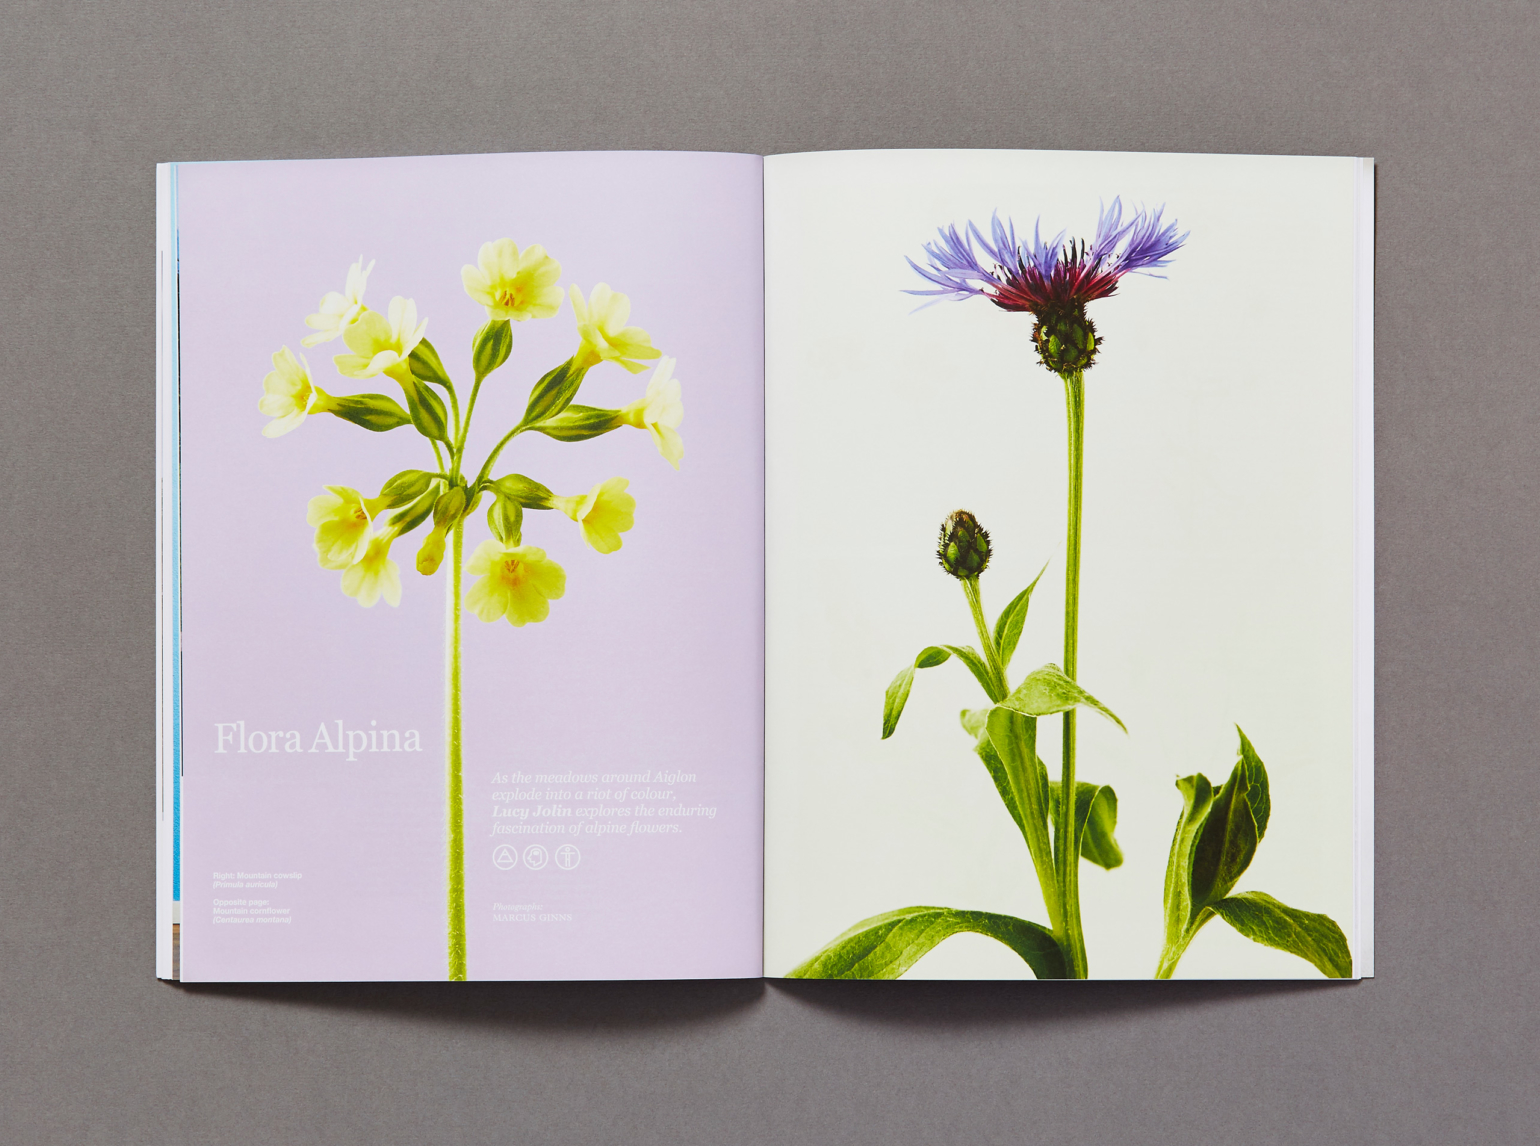 Flora Alpina
As the meadows around Aiglon
explode into a riot of colour,
Lucy Jolin explores the enduring
fascination of alpine flowers.
Right: Mountain cowslip
(Primula auricula)
Opposite page:
Mountain cornflower
(Centaurea montana)
Photography:
MARCUS GINNS